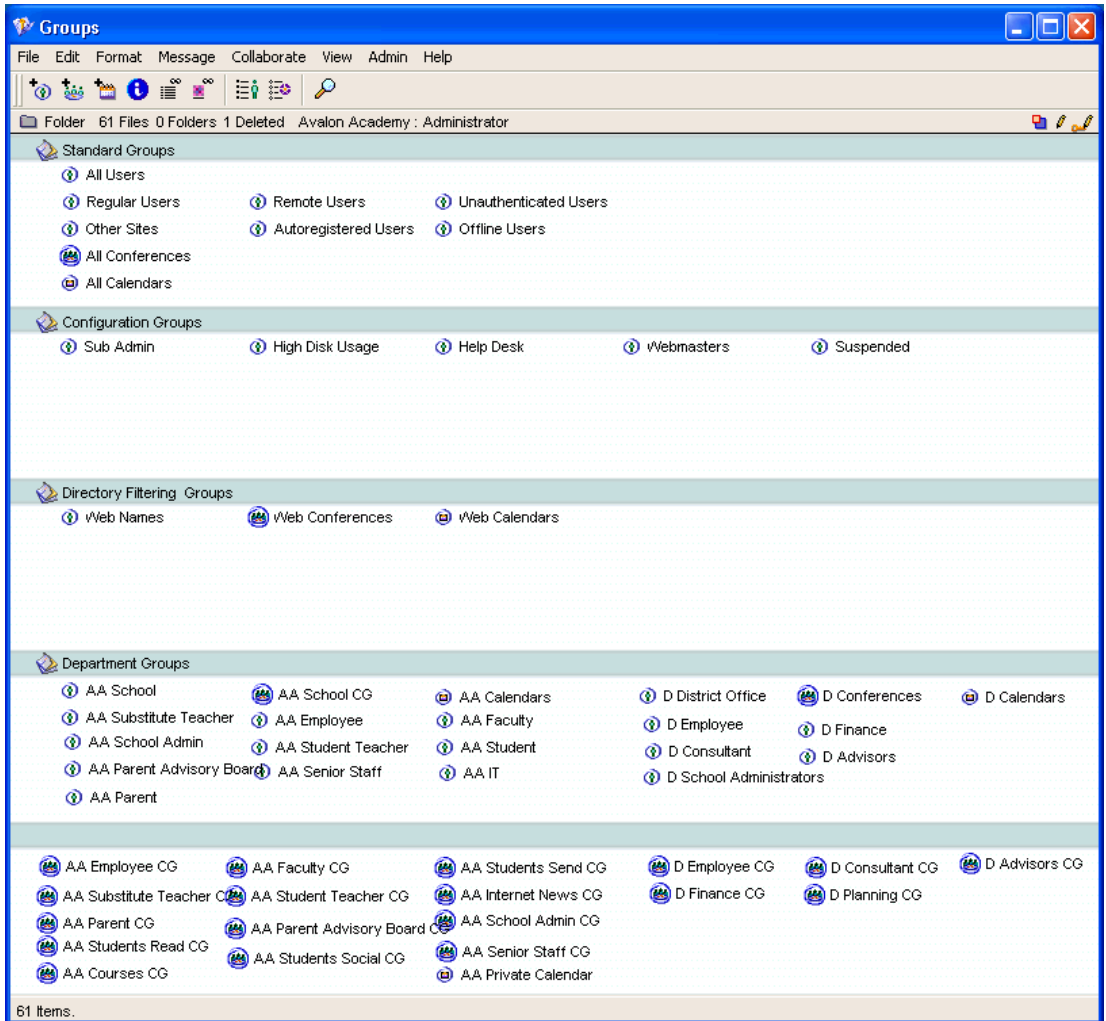 Groups
File Edit Format Message Collaborate View Admin Help
Folder 61 Files 0 Folders 1 Deleted Avalon Academy : Administrator
Standard Groups
All Users
Regular Users Remote Users Unauthenticated Users
Other Sites Autoregistered Users Offline Users
All Conferences
All Calendars
Configuration Groups
Sub Admin High Disk Usage Help Desk Webmasters Suspended
Directory Filtering Groups
Web Names Web Conferences Web Calendars
Department Groups
AA School AA School CG AA Calendars D District Office D Conferences D Calendars
AA Substitute Teacher AA Employee AA Faculty D Employee D Finance
AA School Admin AA Student Teacher AA Student D Consultant D Advisors
AA Parent Advisory Board AA Senior Staff AA IT D School Administrators
AA Parent
AA Employee CG AA Faculty CG AA Students Send CG D Employee CG D Consultant CG D Advisors CG
AA Substitute Teacher C AA Student Teacher CG AA Internet News CG D Finance CG D Planning CG
AA Parent CG AA Parent Advisory Board CG AA School Admin CG
AA Students Read CG AA Students Social CG AA Senior Staff CG
AA Courses CG AA Private Calendar
61 Items.